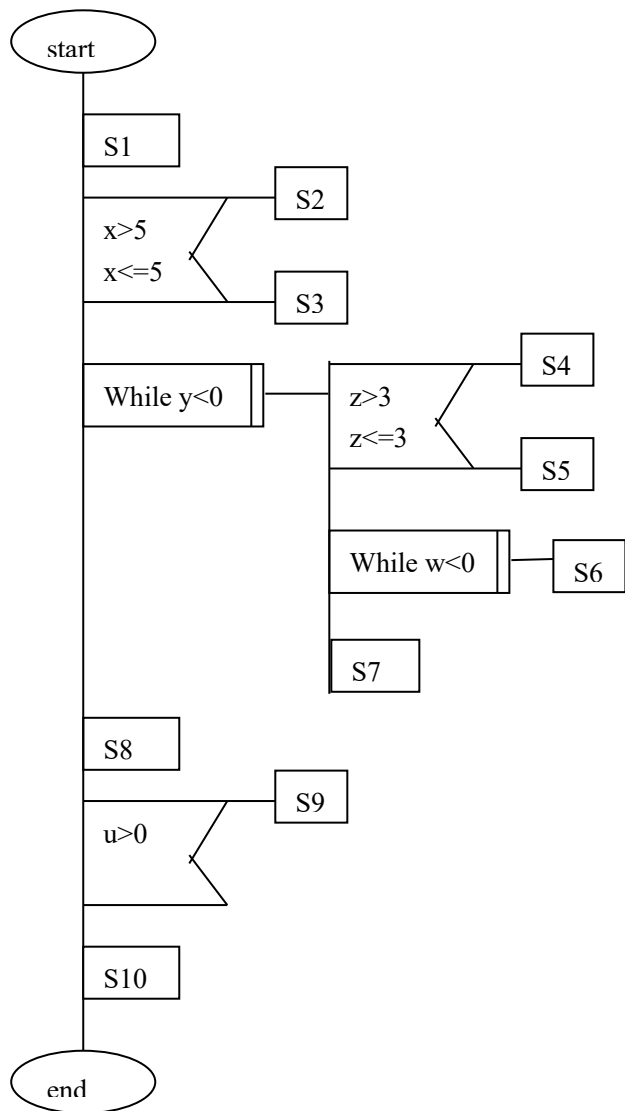 start
S1
S2
x>5
x<=5
S3
While y<0
S4
z>3
z<=3
S5
While w<0
S6
S7
S8
S9
u>0
S10
end